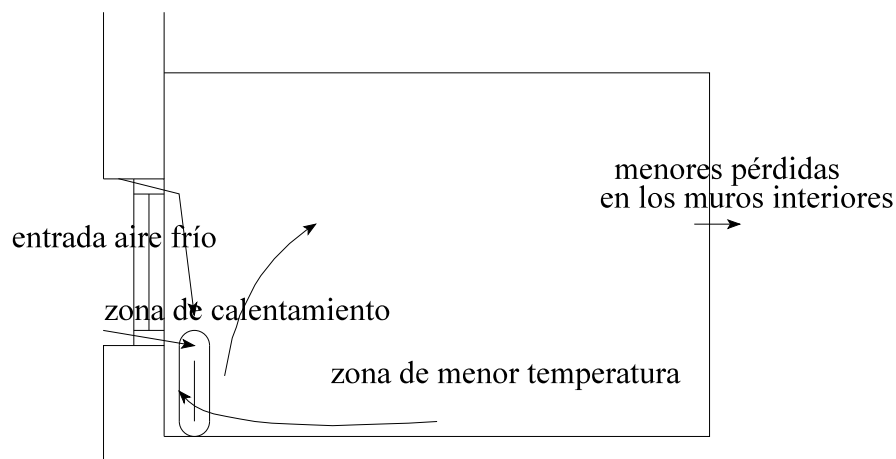 menores pérdidas
en los muros interiores
entrada aire frío
zona de calentamiento
zona de menor temperatura